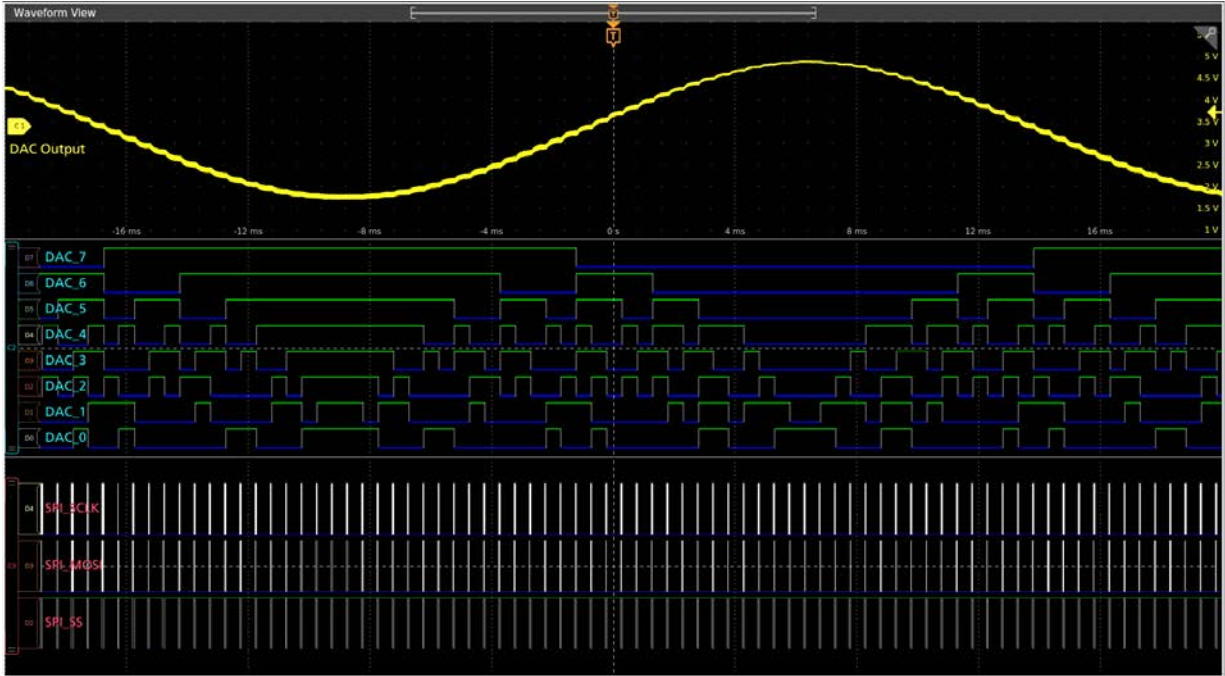 Waveform View
T
5 V
4.5 V
4 V
C1
3.5 V
DAC Output
3 V
2.5 V
2 V
1.5 V
-16 ms -12 ms -8 ms -4 ms 0 s 4 ms 8 ms 12 ms 16 ms 1 V
D7 DAC_7
D6 DAC_6
D5 DAC_5
D4 DAC_4
D3 DAC_3
D2 DAC_2
D1 DAC_1
D0 DAC_0
D4 SPI_SCLK
D3 SPI_MOSI
D2 SPI_SS